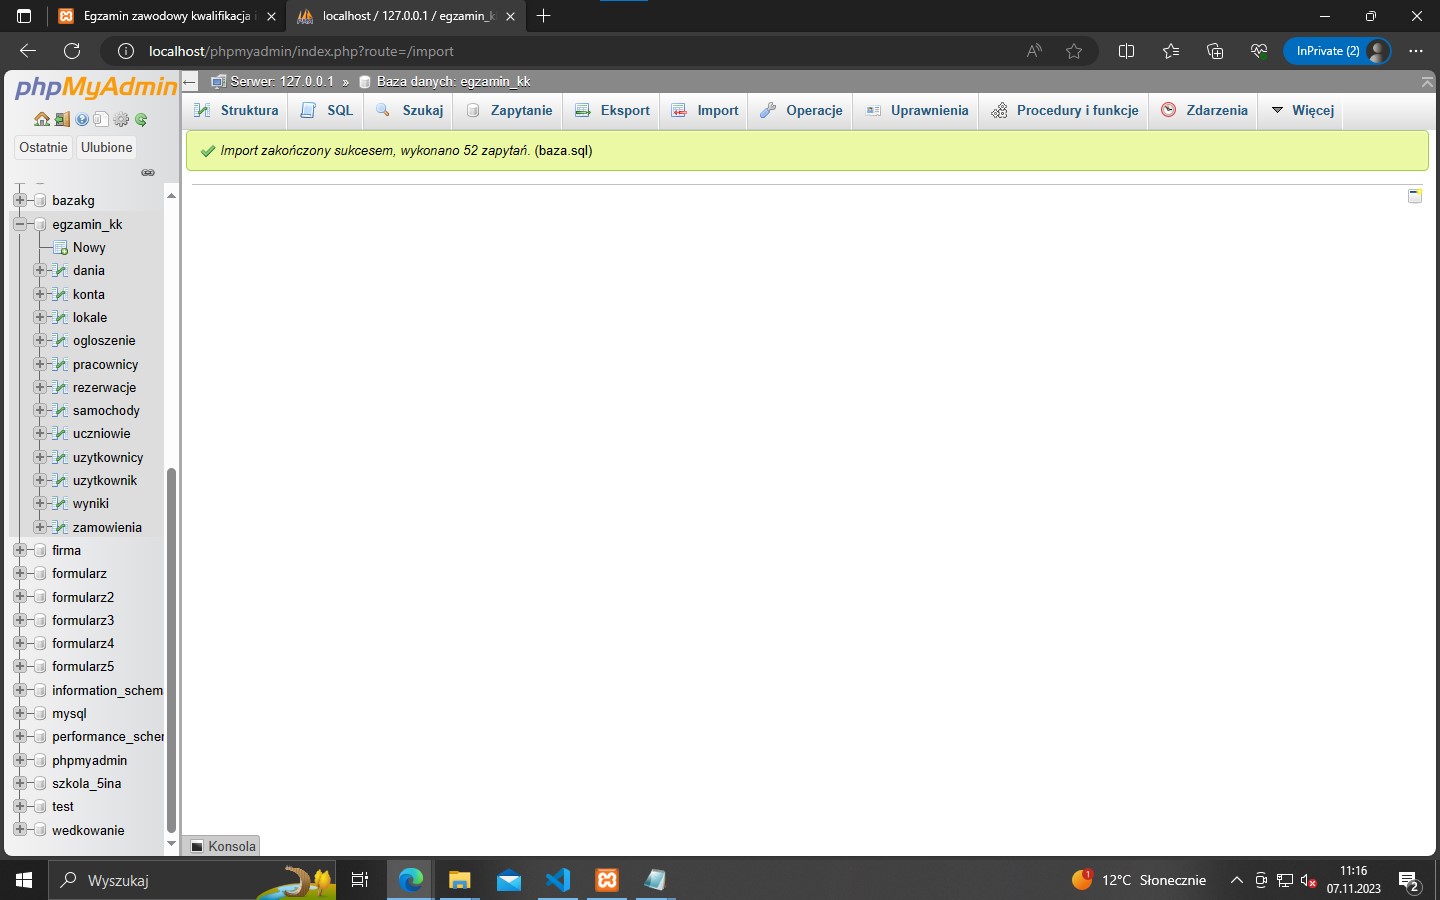 Egzamin zawodowy kwalifikacja
localhost / 127.0.0.1 / egzamin_k
localhost/phpmyadmin/index.php?route=/import
InPrivate (2)
phpMyAdmin
Ostatnie
Ulubione
bazakg
egzamin_kk
Nowy
dania
konta
lokale
ogloszenie
pracownicy
rezerwacje
samochody
uczniowie
uzytkownicy
uzytkownik
wyniki
zamowienia
firma
formularz
formularz2
formularz3
formularz4
formularz5
information_schem
mysql
performance_scher
phpmyadmin
szkola_5ina
test
wedkowanie
Serwer: 127.0.0.1 » Baza danych: egzamin_kk
Struktura SQL Szukaj Zapytanie Eksport Import Operacje Uprawnienia Procedury i funkcje Zdarzenia Więcej
Import zakończony sukcesem, wykonano 52 zapytań. (baza.sql)
Konsola
Wyszukaj
1
12°C Słonecznie
11:16
07.11.2023
2